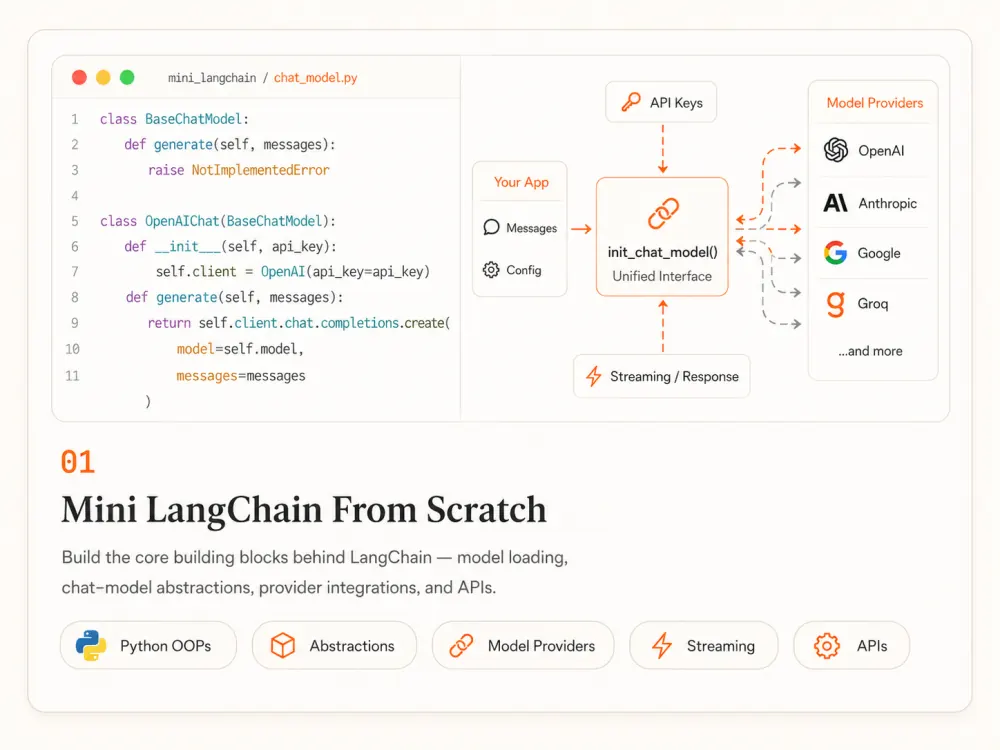 mini_langchain / chat_model.py
1 class BaseChatModel:
2 def generate(self, messages):
3 raise NotImplementedError
4
5 class OpenAIChat(BaseChatModel):
6 def __init___(self, api_key):
7 self.client = OpenAI(api_key=api_key)
8 def generate(self, messages):
9 return self.client.chat.completions.create(
10 model=self.model,
11 messages=messages
)
API Keys
Your App
Messages
Config
init_chat_model()
Unified Interface
Streaming / Response
Model Providers
OpenAI
Anthropic
Google
Groq
...and more
01
Mini LangChain From Scratch
Build the core building blocks behind LangChain — model loading,
chat-model abstractions, provider integrations, and APIs.
Python OOPs
Abstractions
Model Providers
Streaming
APIs